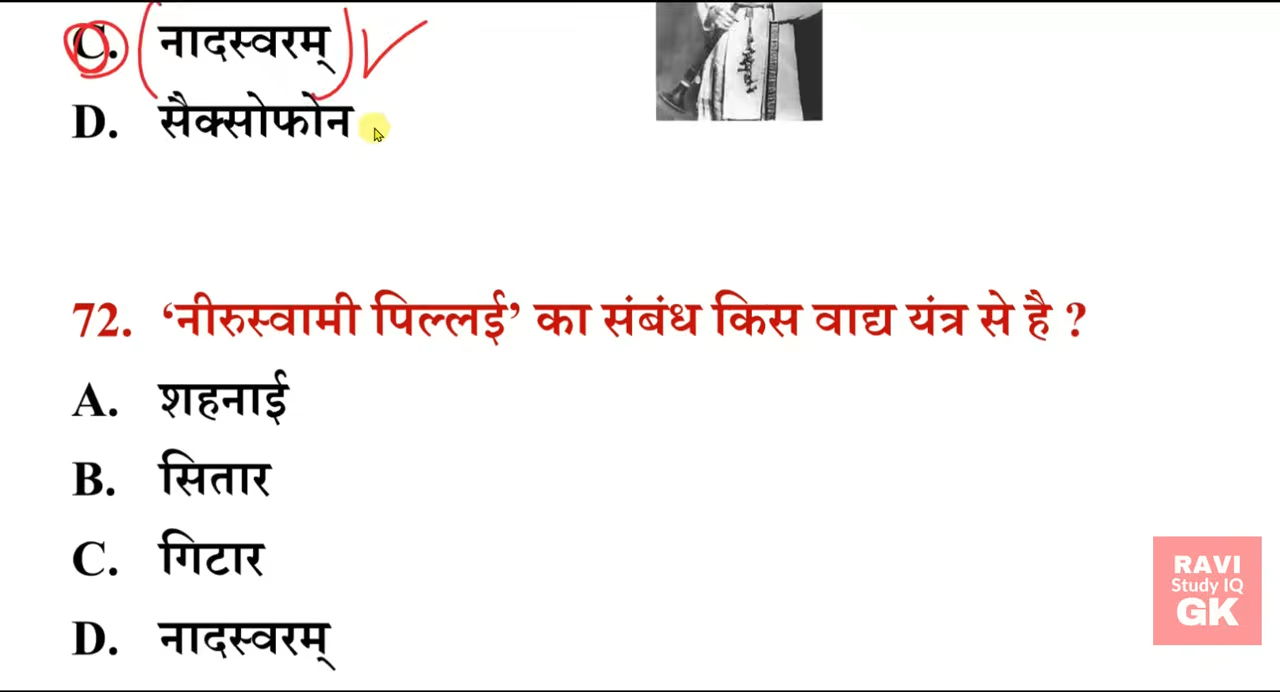 C. नादस्वरम्
D. सैक्सोफोन
72. ‘नीरुस्वामी पिल्लई’ का संबंध किस वाद्य यंत्र से है ?
A. शहनाई
B. सितार
C. गिटार
D. नादस्वरम्
RAVI
Study IQ
GK